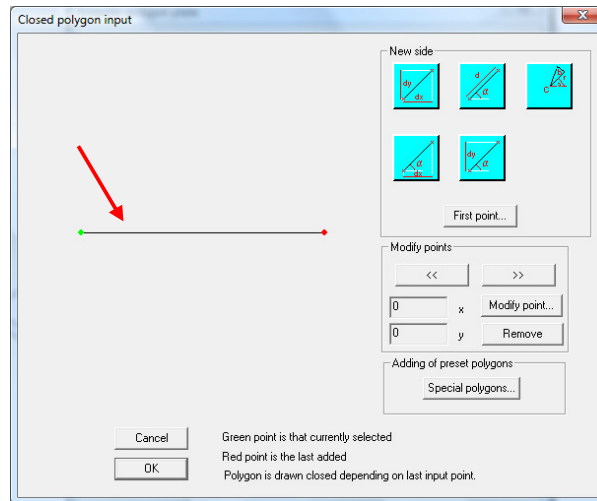 Closed polygon input
New side
dy
dx
d
α
C
α
dx
dy
α
First point...
Modify points
<<
>>
0
x
Modify point...
0
y
Remove
Adding of preset polygons
Special polygons...
Cancel
Green point is that currently selected
OK
Red point is the last added
Polygon is drawn closed depending on last input point.